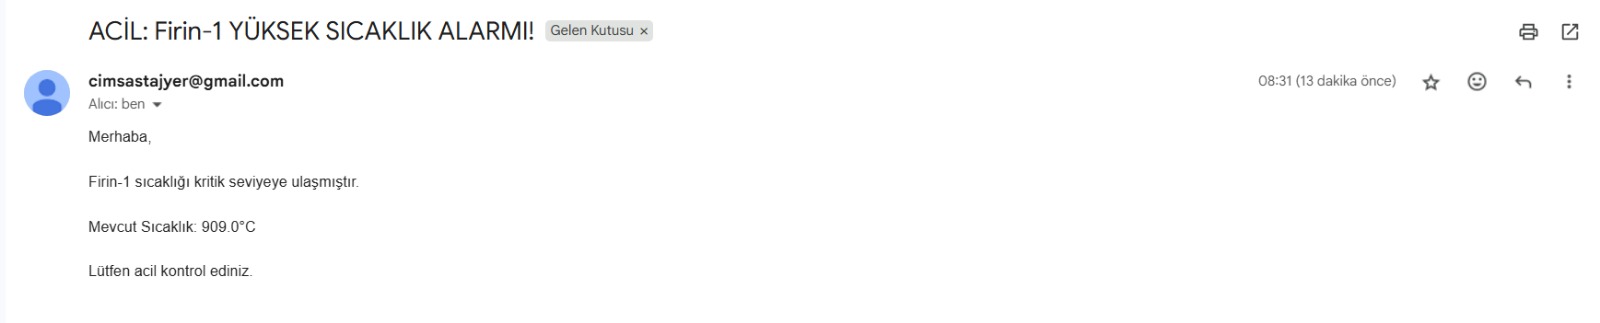 ACİL: Firin-1 YÜKSEK SICAKLIK ALARMI! Gelen Kutusu ×
cimsastajyer@gmail.com 08:31 (13 dakika önce)
Alıcı: ben
Merhaba,
Firin-1 sıcaklığı kritik seviyeye ulaşmıştır.
Mevcut Sıcaklık: 909.0°C
Lütfen acil kontrol ediniz.